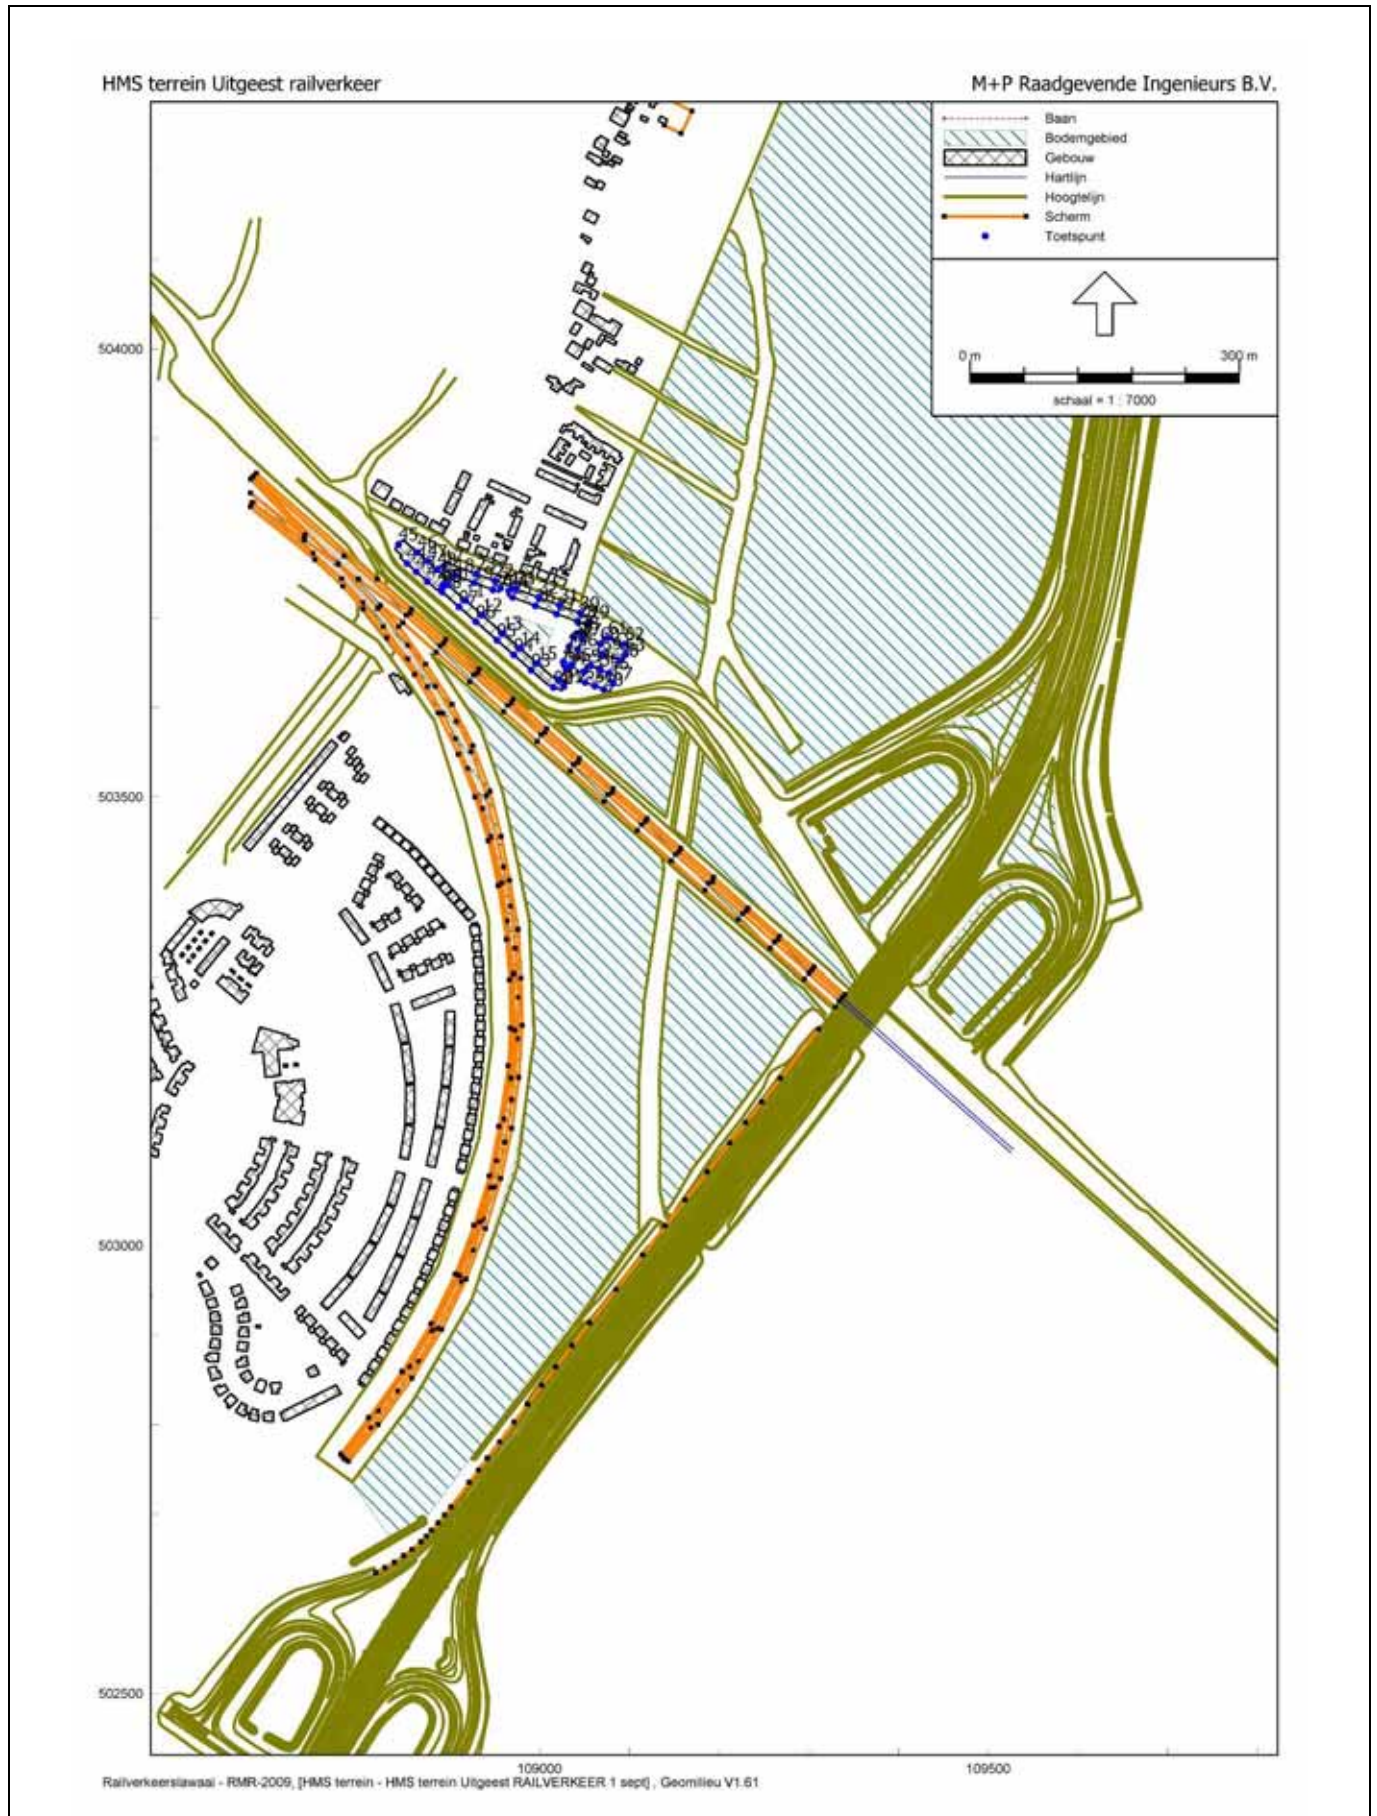 HMS terrein Uitgeest railverkeer
M+P Raadgevende Ingenieurs B.V.
Baan
Bodemgebied
Gebouw
Hartlijn
Hoogtelijn
Scherm
Toetspunt
0 m 300 m
schaal = 1 : 7000
504000
503500
503000
502500
109000 109500
Railverkeerslawaai - RMR-2009, [HMS terrein - HMS terrein Uitgeest RAILVERKEER 1 sept] , Geomilieu V1.61